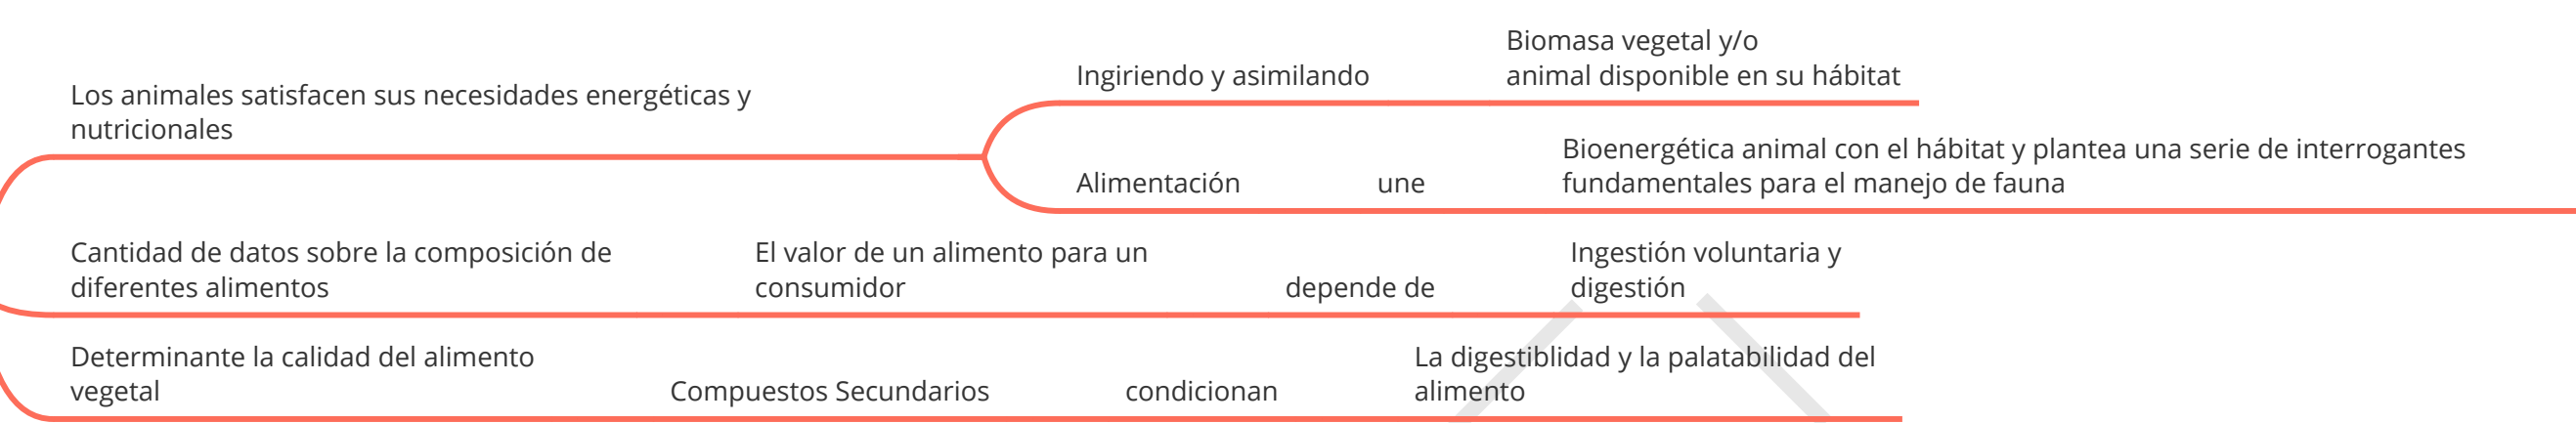 Los animales satisfacen sus necesidades energéticas y
nutricionales
Ingiriendo y asimilando
Biomasa vegetal y/o
animal disponible en su hábitat
Alimentación
une
Bioenergética animal con el hábitat y plantea una serie de interrogantes
fundamentales para el manejo de fauna
Cantidad de datos sobre la composición de
diferentes alimentos
El valor de un alimento para un
consumidor
depende de
Ingestión voluntaria y
digestión
Determinante la calidad del alimento
vegetal
Compuestos Secundarios
condicionan
La digestiblidad y la palatabilidad del
alimento